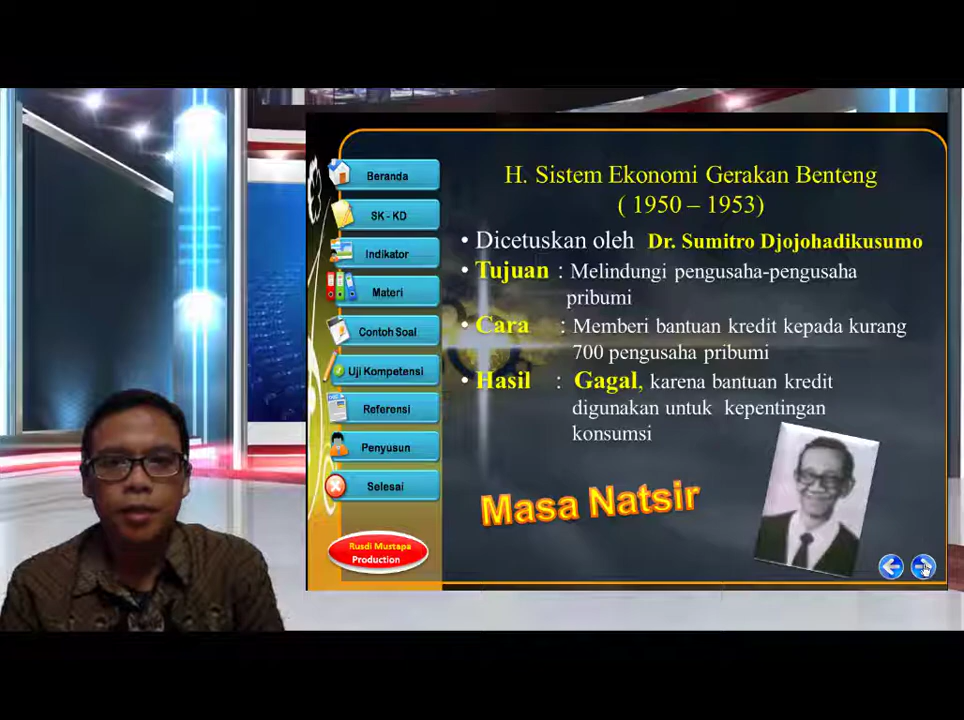 Beranda
SK - KD
Indikator
Materi
Contoh Soal
Uji Kompetensi
Referensi
Penyusun
Selesai
Rusdi Mustapa
Production
H. Sistem Ekonomi Gerakan Benteng
( 1950 – 1953)
• Dicetuskan oleh Dr. Sumitro Djojohadikusumo
• Tujuan : Melindungi pengusaha-pengusaha
pribumi
• Cara : Memberi bantuan kredit kepada kurang
700 pengusaha pribumi
• Hasil : Gagal, karena bantuan kredit
digunakan untuk kepentingan
konsumsi
Masa Natsir